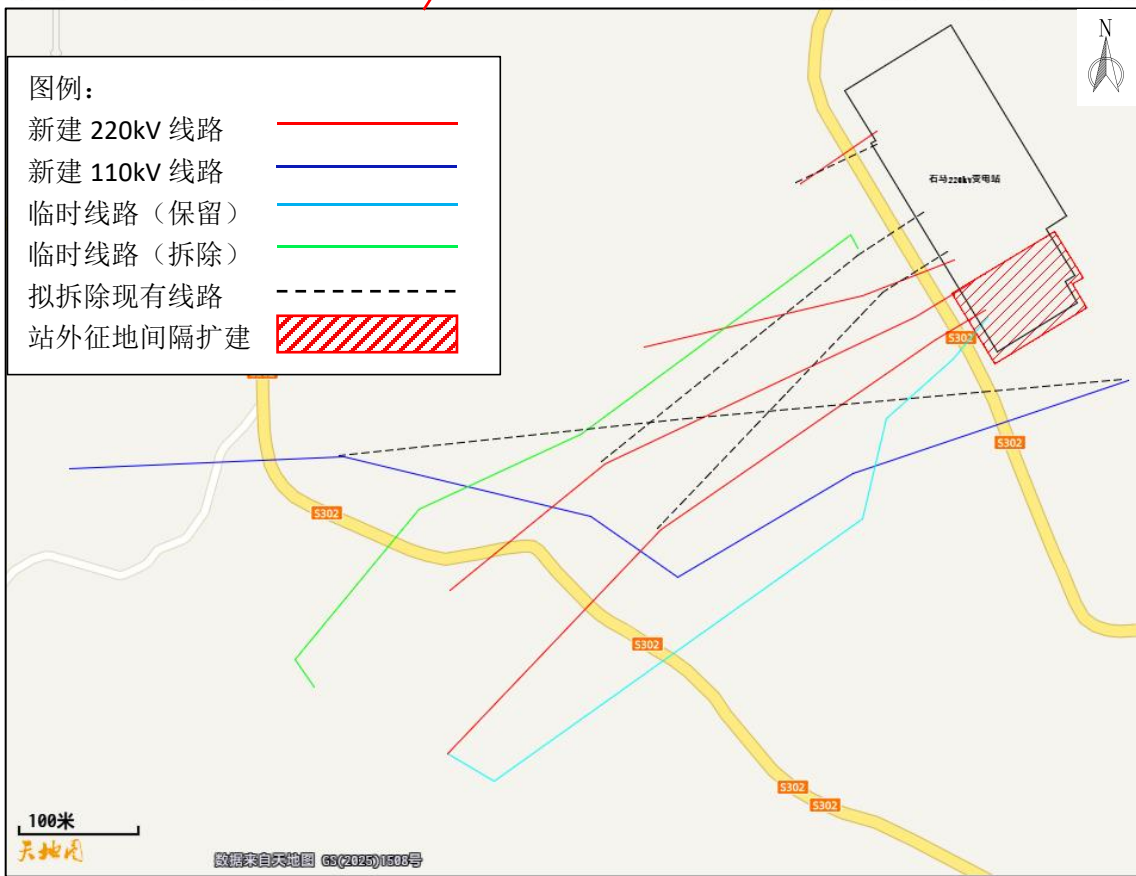 N
图例：
新建 220kV 线路
新建 110kV 线路
临时线路（保留）
临时线路（拆除）
拟拆除现有线路
站外征地间隔扩建
石马220kV变电站
S302
S302
S302
S302
S302
S302
100米
天地图
数据来自天地图 GS(2025)1508号